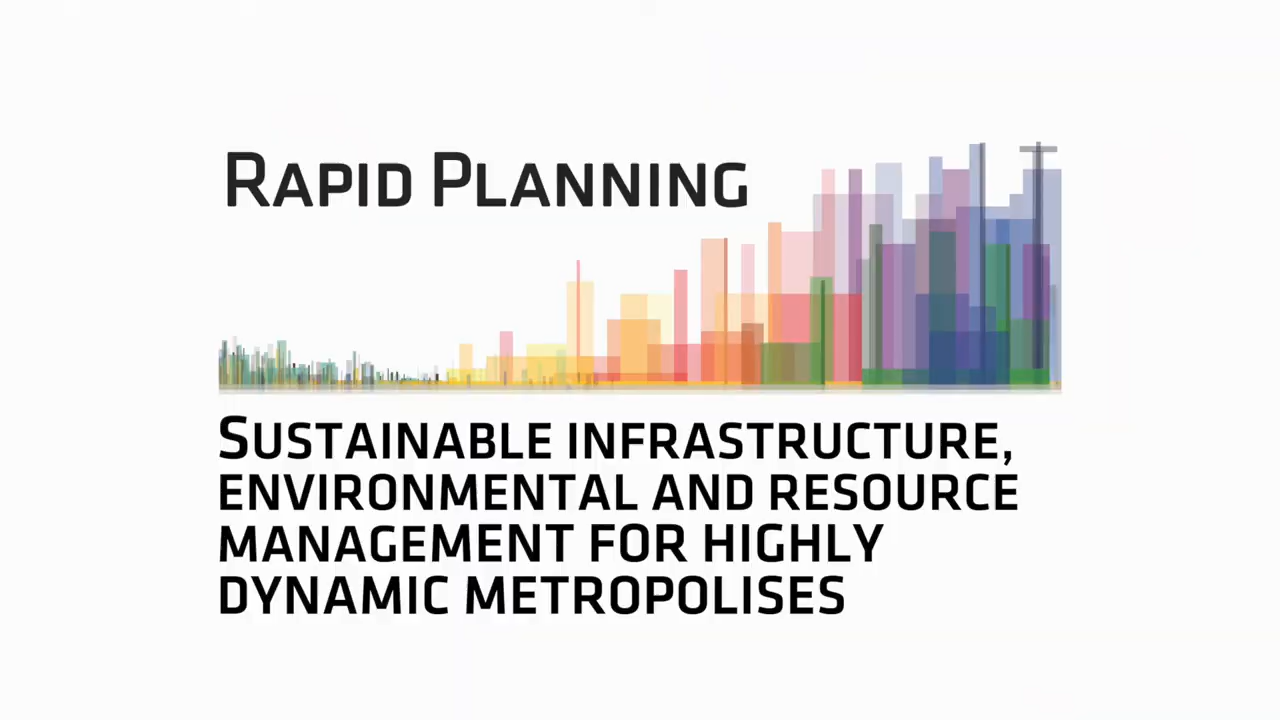 RAPID PLANNING
SUSTAINABLE INFRASTRUCTURE,
ENVIRONMENTAL AND RESOURCE
MANAGEMENT FOR HIGHLY
DYNAMIC METROPOLISES